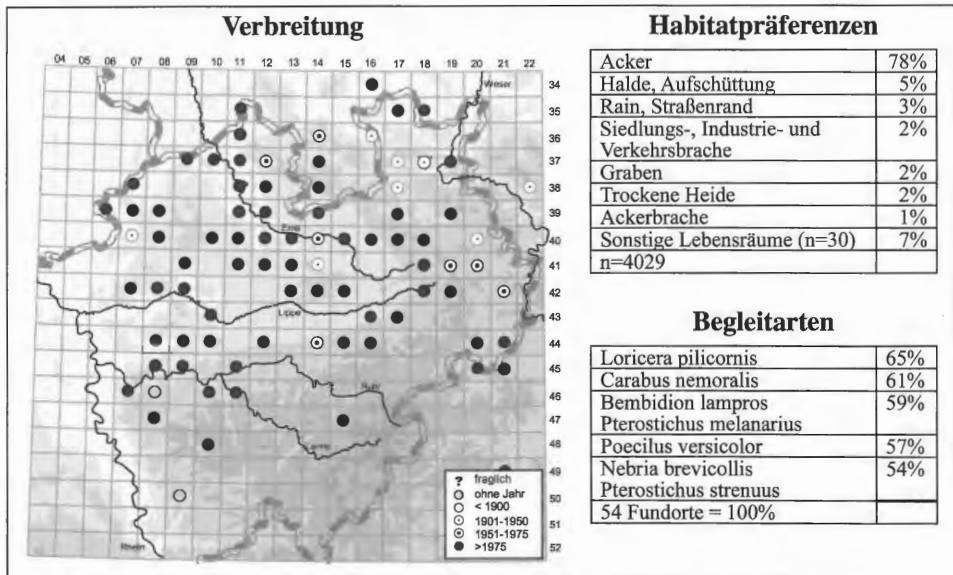 Verbreitung
04 05 06 07 08 09 10 11 12 13 14 15 16 17 18 19 20 21 22
34
Weser
35
36
37
38
39
Ems
40
41
42
Lippe
43
44
45
Ruhr
46
47
Lenne
48
49
50
51
Rhein
52
? fraglich
ohne Jahr
< 1900
1901-1950
1951-1975
>1975
Habitatpräferenzen
Acker 78%
Halde, Aufschüttung 5%
Rain, Straßenrand 3%
Siedlungs-, Industrie- und 2%
Verkehrsbrache
Graben 2%
Trockene Heide 2%
Ackerbrache 1%
Sonstige Lebensräume (n=30) 7%
n=4029
Begleitarten
Loricera pilicornis 65%
Carabus nemoralis 61%
Bembidion lampros 59%
Pterostichus melanarius
Poecilus versicolor 57%
Nebria brevicollis 54%
Pterostichus strenuus
54 Fundorte = 100%